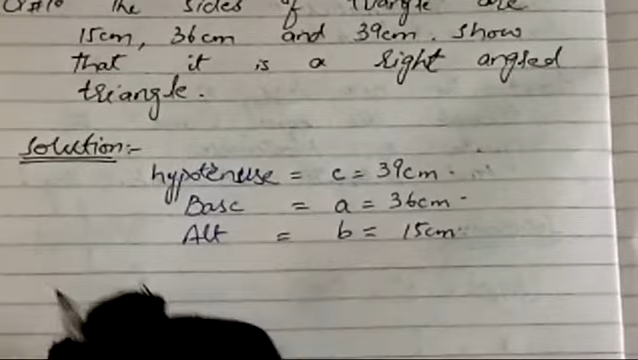 Q#10 The sides of triangle are
15cm, 36cm and 39cm. show
that it is a right angled
triangle.
Solution:-
hypotenuse = c = 39cm.
Base = a = 36cm.
Alt = b = 15cm.